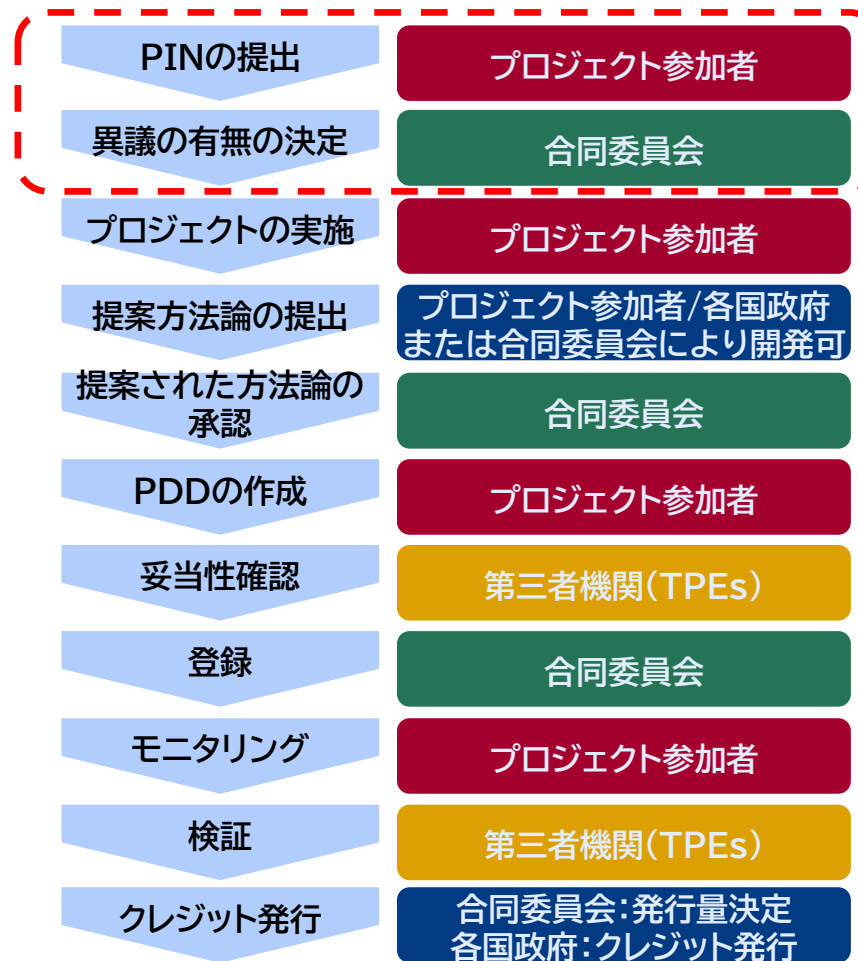 PINの提出
プロジェクト参加者
異議の有無の決定
合同委員会
プロジェクトの実施
プロジェクト参加者
提案方法論の提出
プロジェクト参加者/各国政府
または合同委員会により開発可
提案された方法論の
承認
合同委員会
PDDの作成
プロジェクト参加者
妥当性確認
第三者機関(TPEs)
登録
合同委員会
モニタリング
プロジェクト参加者
検証
第三者機関(TPEs)
クレジット発行
合同委員会:発行量決定
各国政府:クレジット発行